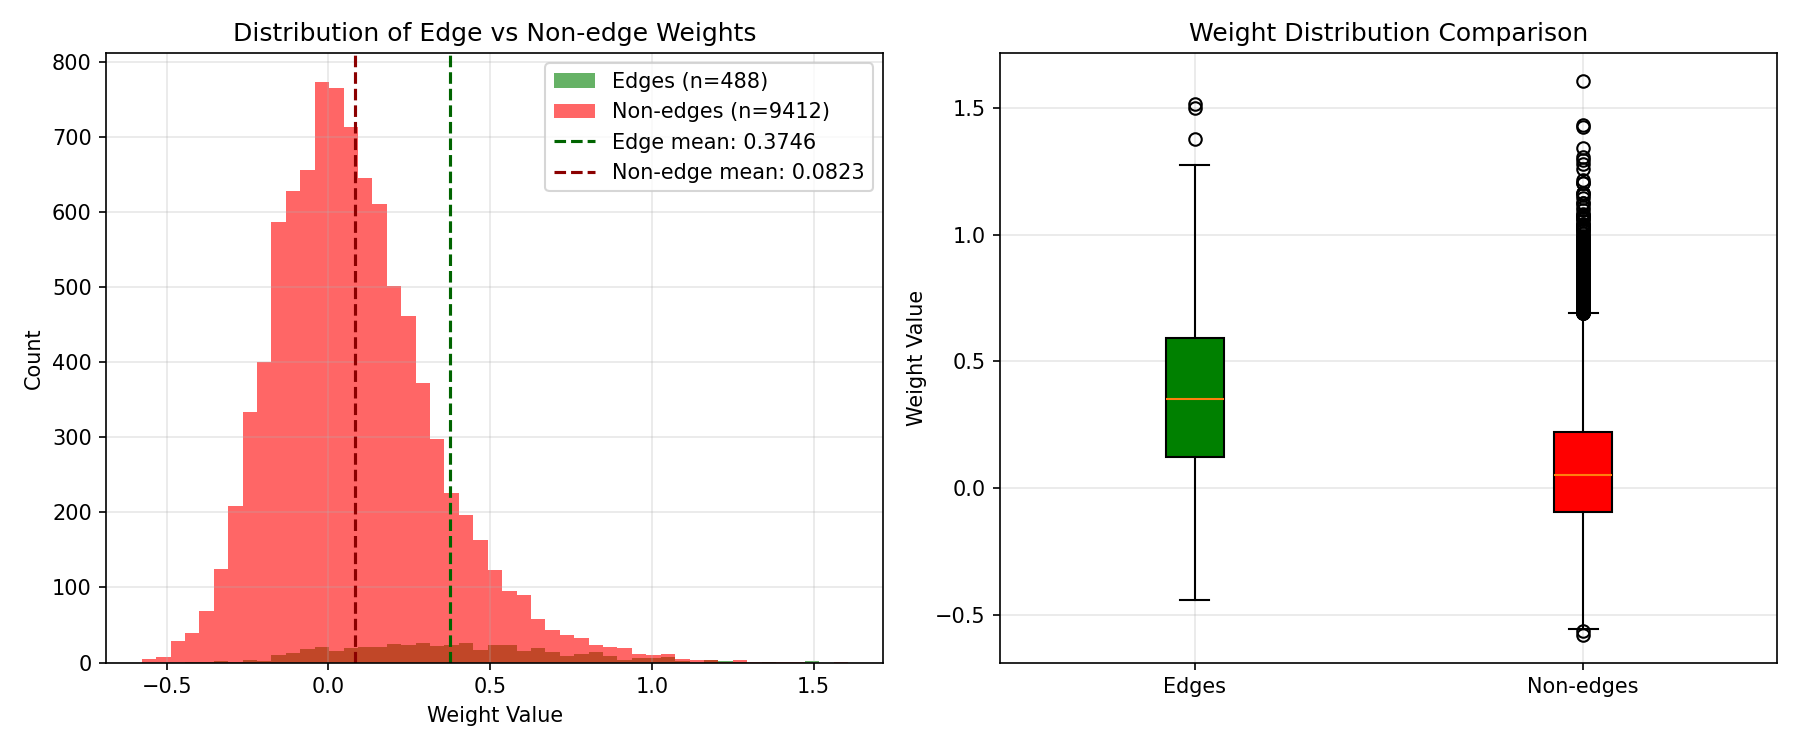 Distribution of Edge vs Non-edge Weights
800
700
600
500
400
300
200
100
0
Count
−0.5
0.0
0.5
1.0
1.5
Weight Value
Edges (n=488)
Non-edges (n=9412)
Edge mean: 0.3746
Non-edge mean: 0.0823
Weight Distribution Comparison
1.5
1.0
0.5
0.0
−0.5
Weight Value
Edges
Non-edges